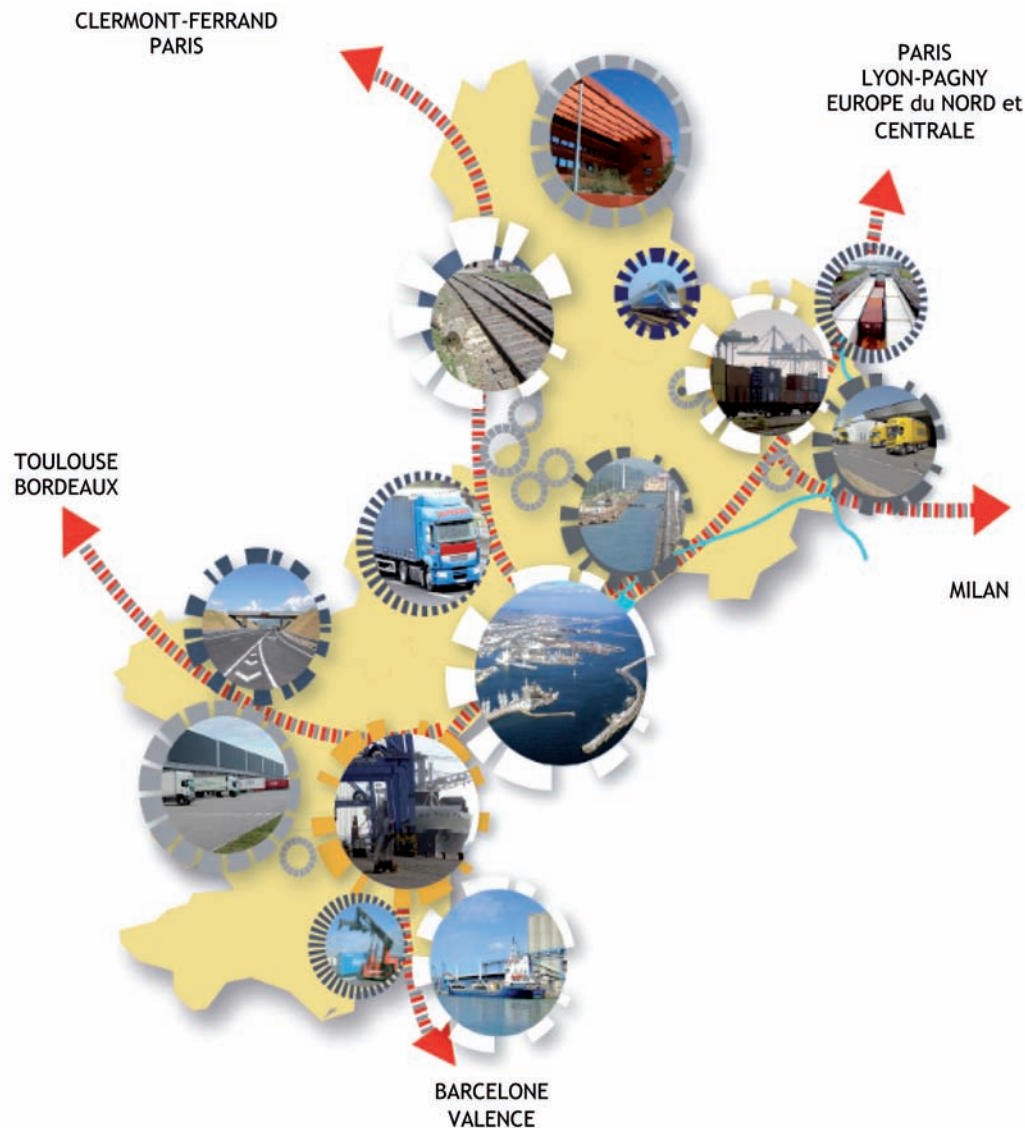 CLERMONT-FERRAND
PARIS
PARIS
LYON-PAGNY
EUROPE du NORD et
CENTRALE
TOULOUSE
BORDEAUX
MILAN
BARCELONE
VALENCE